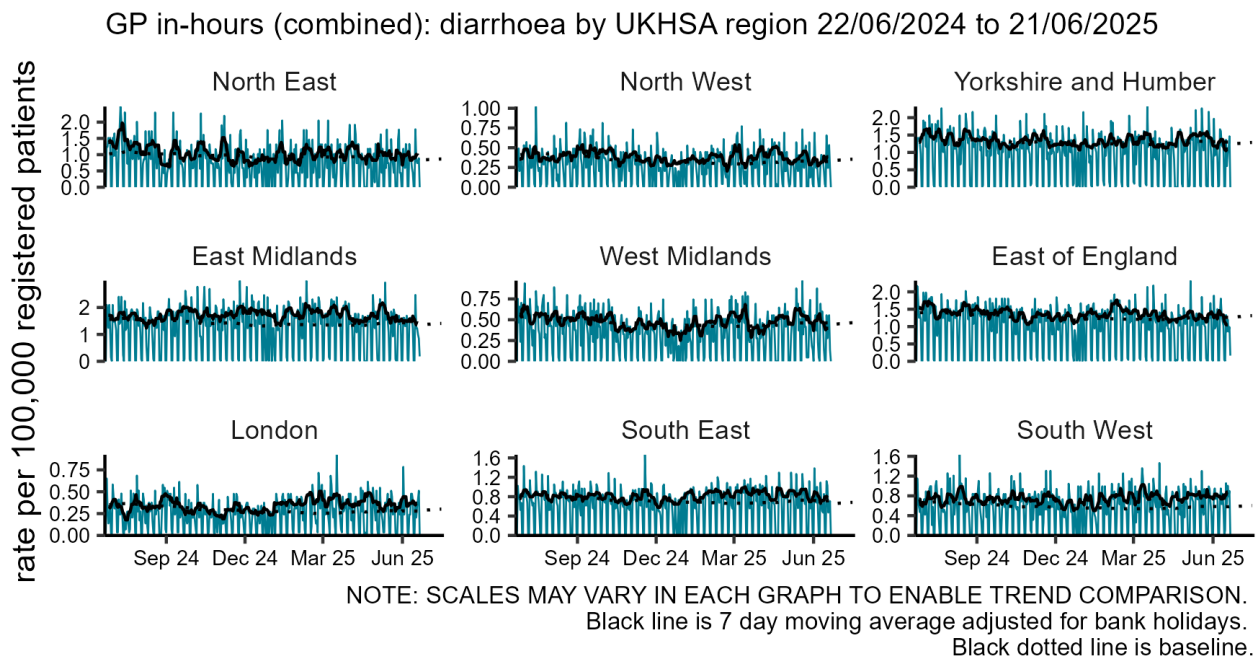 GP in-hours (combined): diarrhoea by UKHSA region 22/06/2024 to 21/06/2025
rate per 100,000 registered patients
North East
2.0
1.5
1.0
0.5
0.0
North West
1.00
0.75
0.50
0.25
0.00
Yorkshire and Humber
2.0
1.5
1.0
0.5
0.0
East Midlands
2
1
0
West Midlands
0.75
0.50
0.25
0.00
East of England
2.0
1.5
1.0
0.5
0.0
London
0.75
0.50
0.25
0.00
Sep 24 Dec 24 Mar 25 Jun 25
South East
1.6
1.2
0.8
0.4
0.0
Sep 24 Dec 24 Mar 25 Jun 25
South West
1.6
1.2
0.8
0.4
0.0
Sep 24 Dec 24 Mar 25 Jun 25
NOTE: SCALES MAY VARY IN EACH GRAPH TO ENABLE TREND COMPARISON.
Black line is 7 day moving average adjusted for bank holidays.
Black dotted line is baseline.